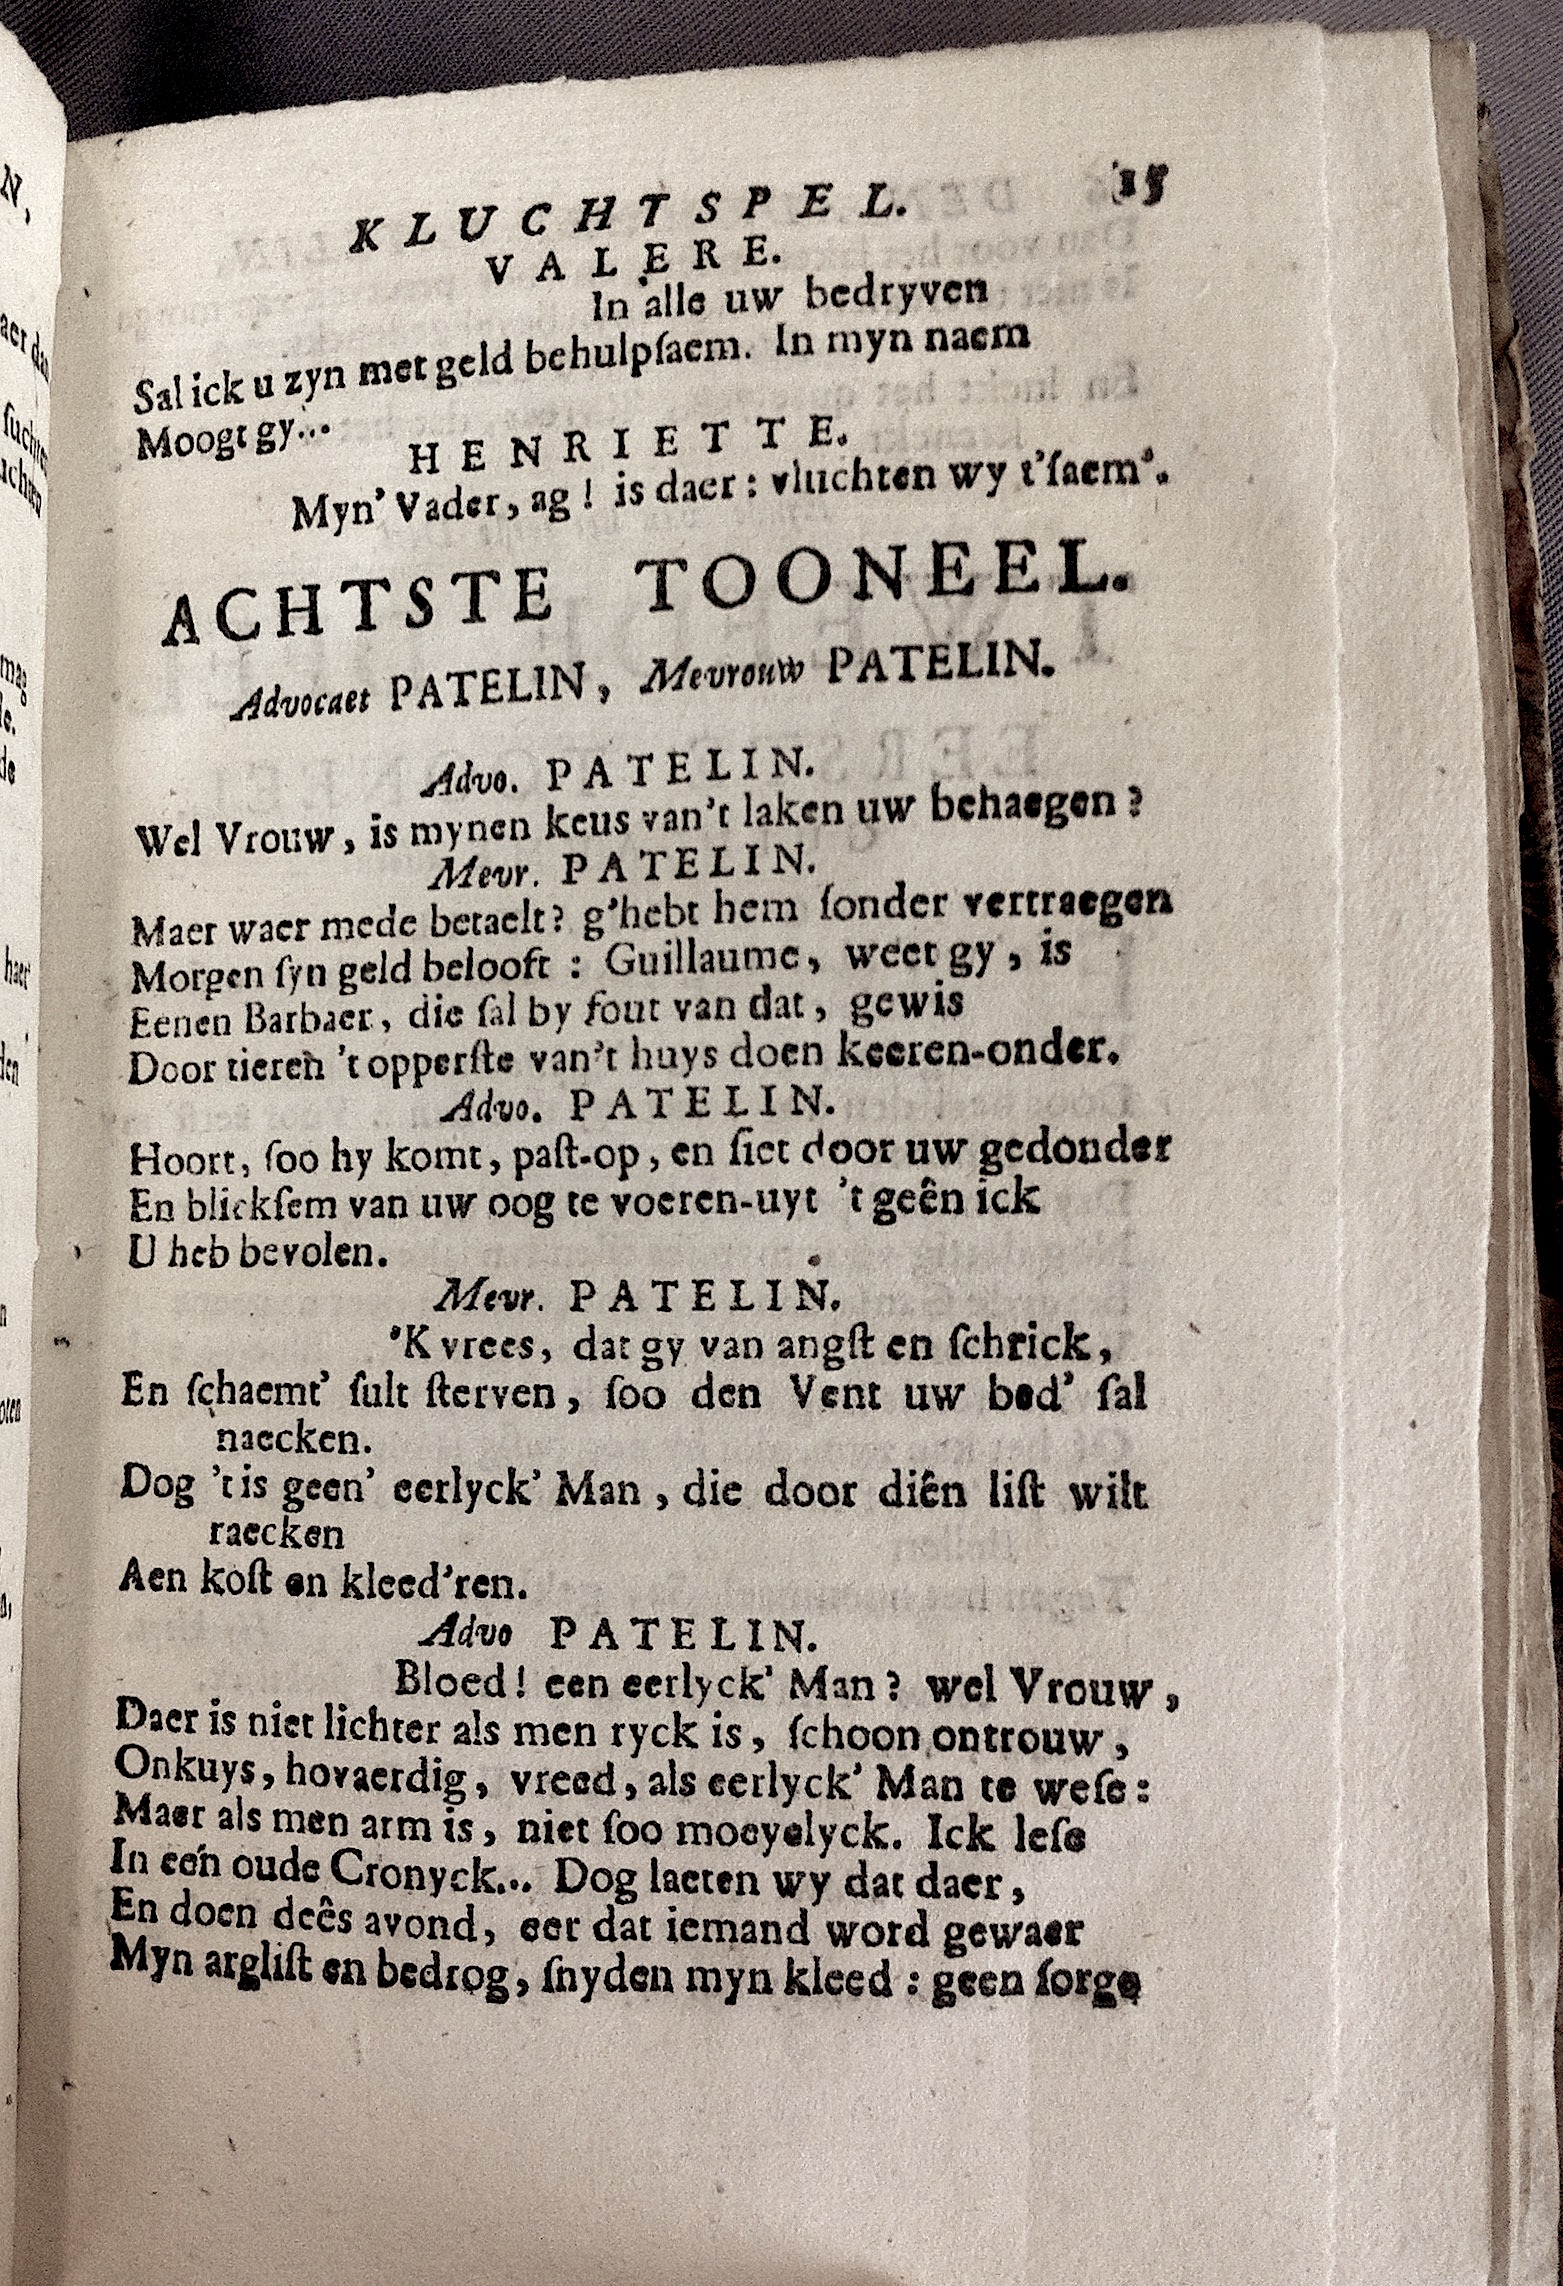 KLUCHTSPEL. 15
VALERE.
In alle uw bedryven
Sal ick u zyn met geld behulpſaem. In myn naem
Moogt gy...
HENRIETTE.
Myn' Vader, ag! is daer: vluchten wy t'ſaem'.
ACHTSTE TOONEEL.
Advocaet PATELIN, Mevrouw PATELIN.
Advo. PATELIN.
Wel Vrouw, is mynen keus van't laken uw behaegen?
Mevr. PATELIN.
Maer waer mede betaelt? g'hebt hem ſonder vertraegen
Morgen ſyn geld belooft: Guillaume, weet gy, is
Eenen Barbaer, die ſal by fout van dat, gewis
Door tieren 't opperſte van't huys doen keeren-onder.
Advo. PATELIN.
Hoort, ſoo hy komt, paſt-op, en ſiet door uw gedonder
En blickſem van uw oog te voeren-uyt 't geên ick
U heb bevolen.
Mevr. PATELIN.
'K vrees, dat gy van angſt en ſchrick,
En ſchaemt' ſult ſterven, ſoo den Vent uw bed' ſal
naecken.
Dog 't is geen' eerlyck' Man, die door diên liſt wilt
raecken
Aen koſt en kleed'ren.
Advo PATELIN.
Bloed! een eerlyck' Man? wel Vrouw,
Daer is niet lichter als men ryck is, ſchoon ontrouw,
Onkuys, hovaerdig, vreed, als eerlyck' Man te weſe:
Maer als men arm is, niet ſoo moeyelyck. Ick leſe
In eén oude Cronyck... Dog laeten wy dat daer,
En doen deês avond, eer dat iemand word gewaer
Myn argliſt en bedrog, ſnyden myn kleed: geen ſorge